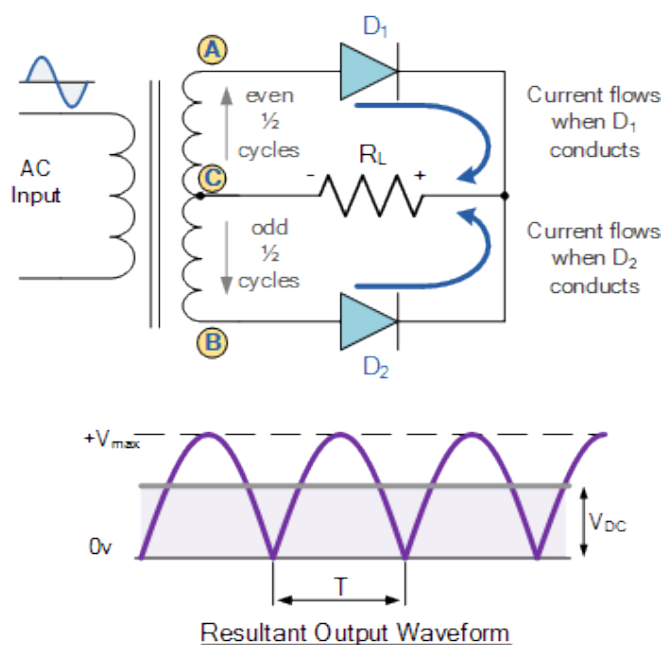 A
D1
AC
Input
even
½
cycles
Current flows
when D1
conducts
RL
-
+
C
odd
½
cycles
Current flows
when D2
conducts
B
D2
+Vmax
0v
VDC
T
Resultant Output Waveform